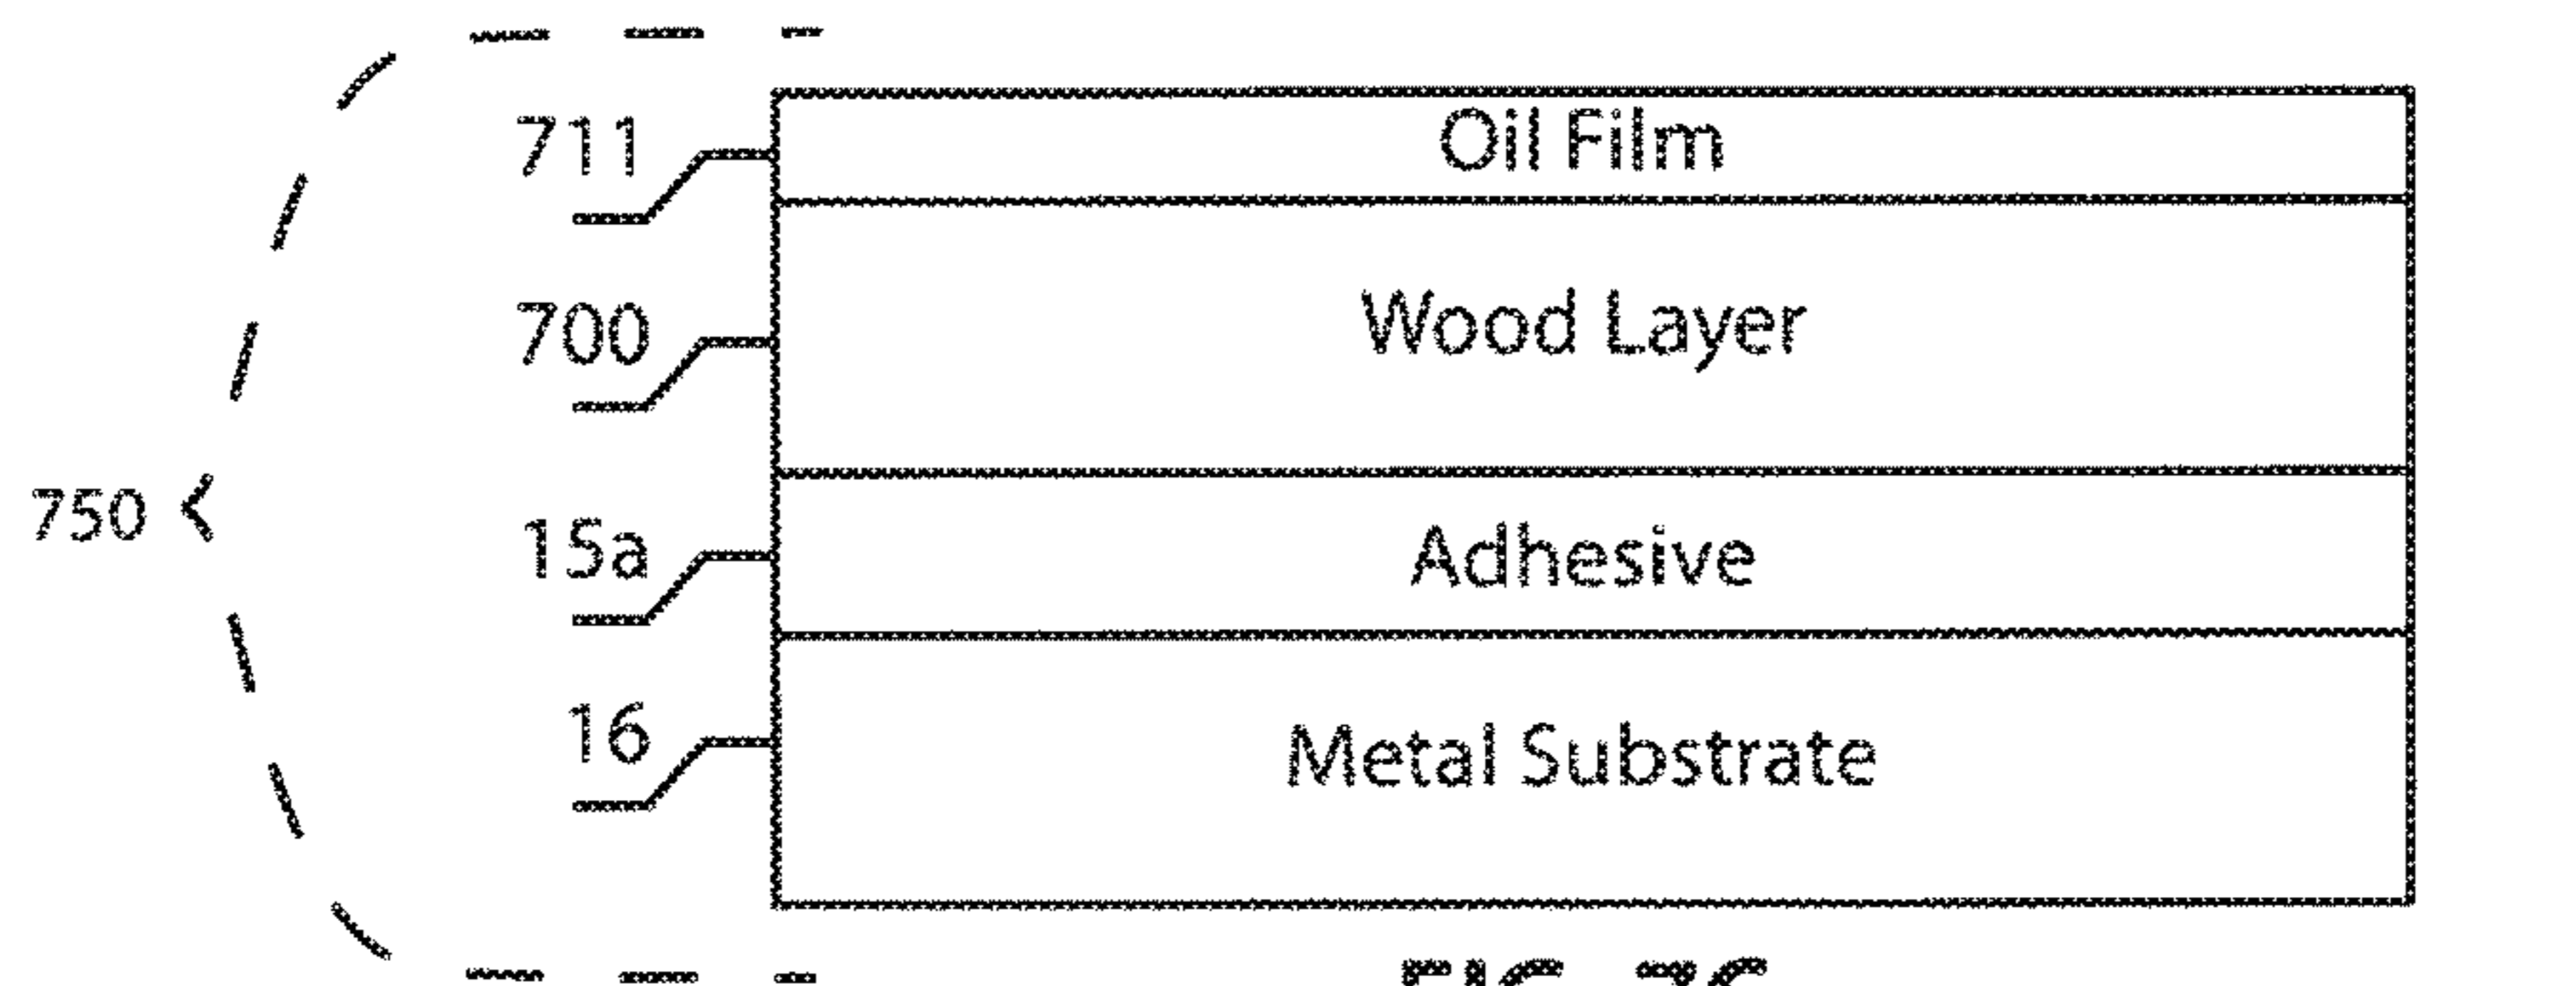 711 Oil Film
700 Wood Layer
750
15a Adhesive
16 Metal Substrate